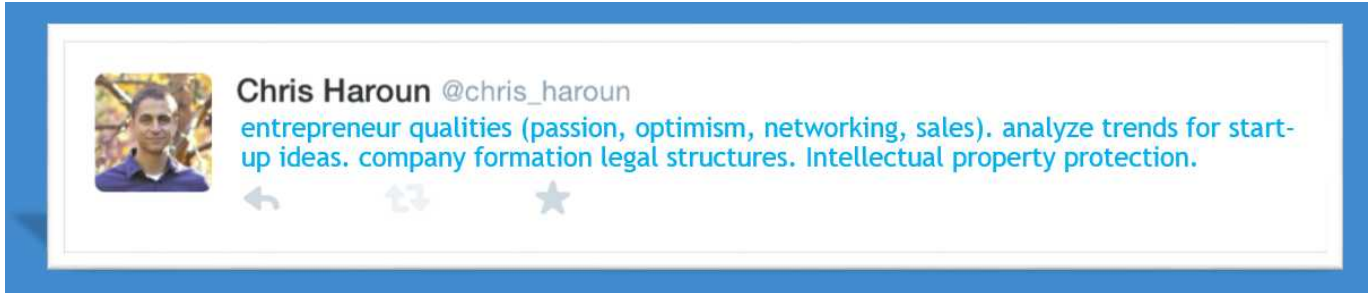 Chris Haroun @chris_haroun
entrepreneur qualities (passion, optimism, networking, sales). analyze trends for start-
up ideas. company formation legal structures. Intellectual property protection.